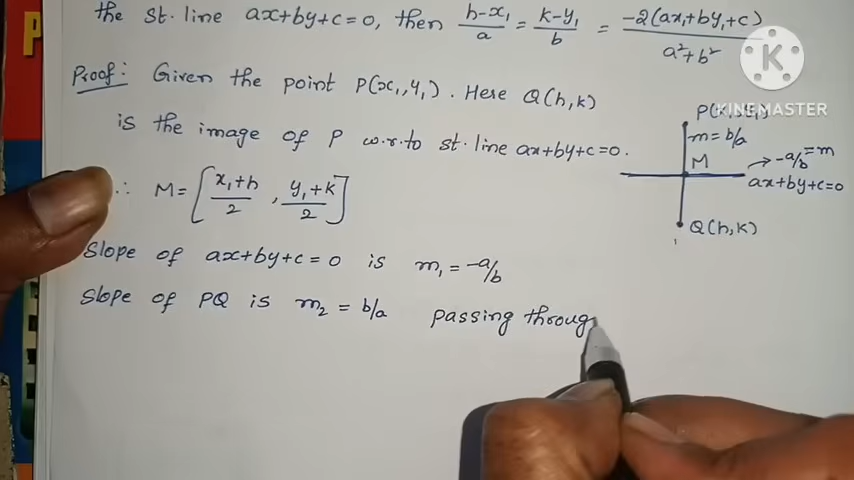 the st. line ax+by+c=0, then (h-x₁)/a = (k-y₁)/b = -2(ax₁+by₁+c)/(a²+b²)
Proof: Given the point P(x₁,y₁). Here Q(h,k)
is the image of P w.r.to st. line ax+by+c=0.
∴ M = [(x₁+h)/2, (y₁+k)/2]
Slope of ax+by+c=0 is m₁ = -a/b
Slope of PQ is m₂ = b/a passing throug
KINEMASTER
m=b/a
M
→ -a/b = m
ax+by+c=0
Q(h,k)